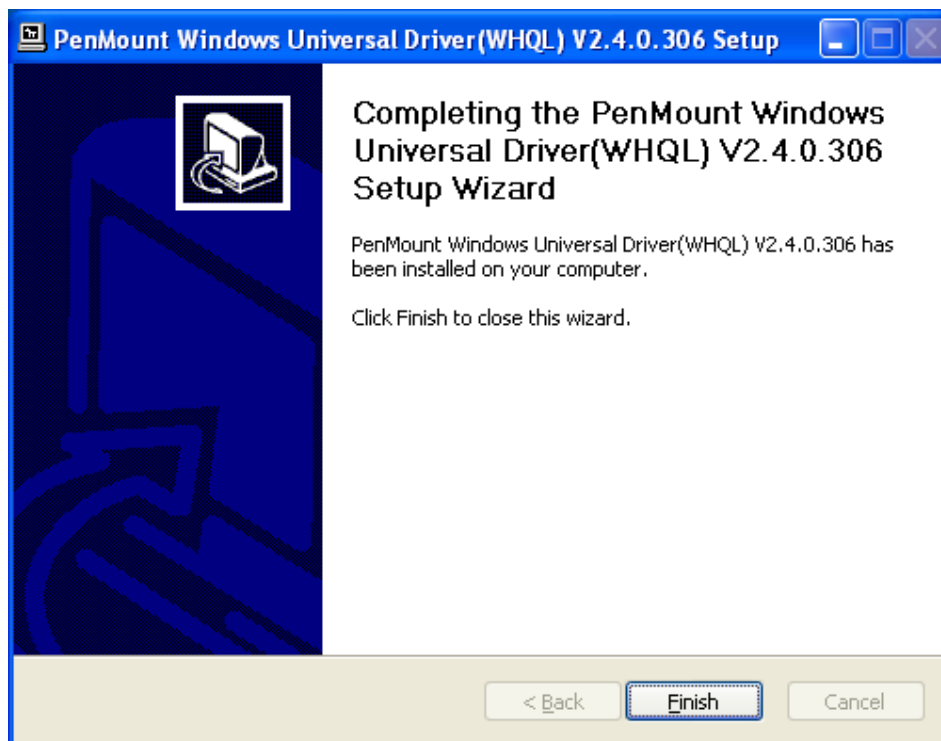 PenMount Windows Universal Driver(WHQL) V2.4.0.306 Setup
Completing the PenMount Windows
Universal Driver(WHQL) V2.4.0.306
Setup Wizard
PenMount Windows Universal Driver(WHQL) V2.4.0.306 has
been installed on your computer.
Click Finish to close this wizard.
< Back
Finish
Cancel